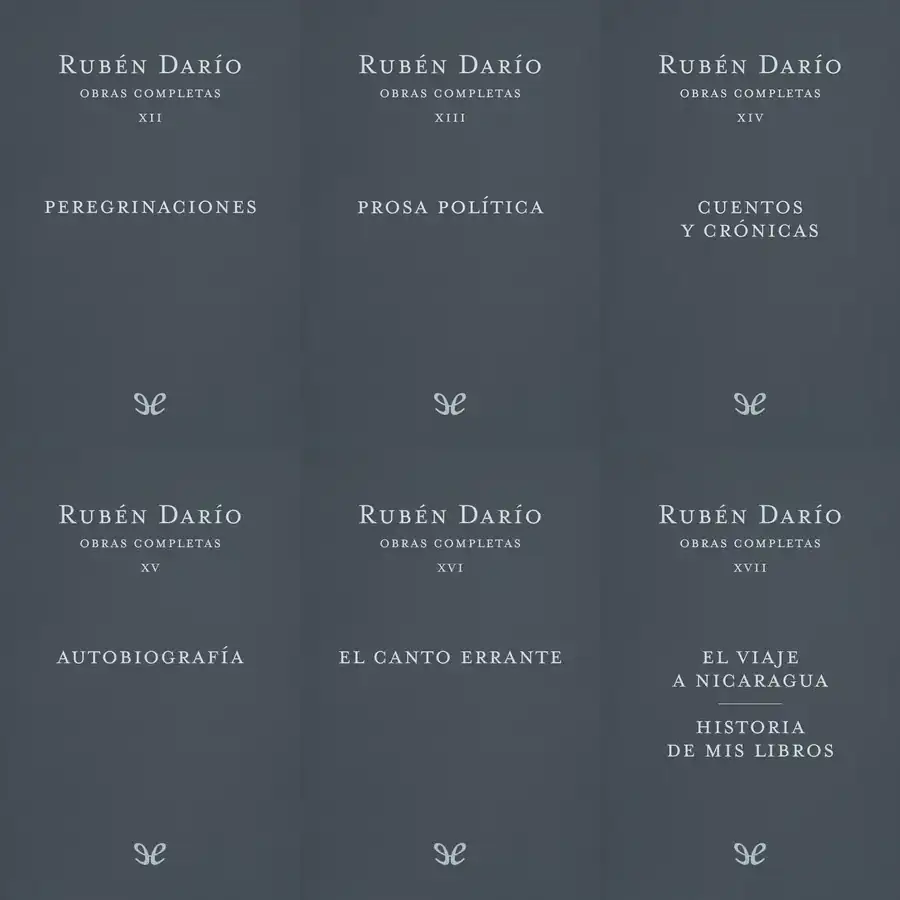 RUBÉN DARÍO
OBRAS COMPLETAS
XII
PEREGRINACIONES
RUBÉN DARÍO
OBRAS COMPLETAS
XIII
PROSA POLÍTICA
RUBÉN DARÍO
OBRAS COMPLETAS
XIV
CUENTOS
Y CRÓNICAS
RUBÉN DARÍO
OBRAS COMPLETAS
XV
AUTOBIOGRAFÍA
RUBÉN DARÍO
OBRAS COMPLETAS
XVI
EL CANTO ERRANTE
RUBÉN DARÍO
OBRAS COMPLETAS
XVII
EL VIAJE
A NICARAGUA
HISTORIA
DE MIS LIBROS